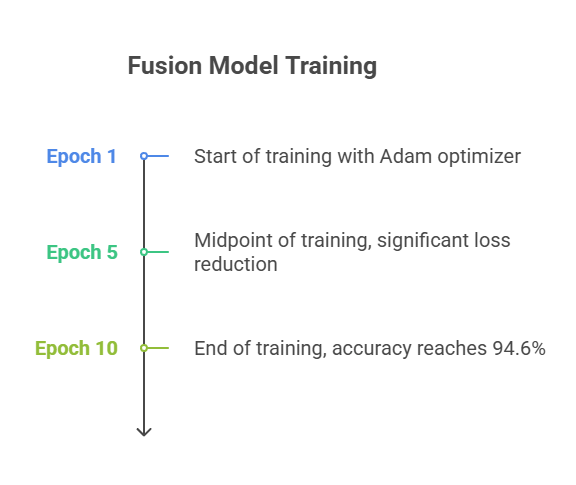 Fusion Model Training
Epoch 1
Start of training with Adam optimizer
Epoch 5
Midpoint of training, significant loss
reduction
Epoch 10
End of training, accuracy reaches 94.6%